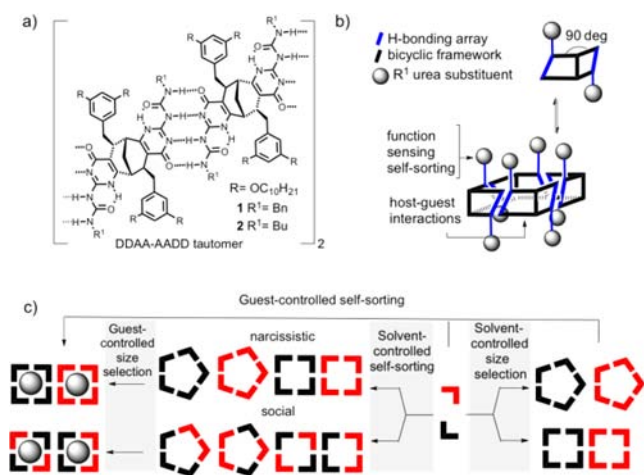 a)
R¹
N-H
O
N
H
R
R= OC₁₀H₂₁
1 R¹= Bn
2 R¹= Bu
DDAA-AADD tautomer
2
b)
H-bonding array
bicyclic framework
R¹ urea substituent
90 deg
function
sensing
self-sorting
host-guest
interactions
c)
Guest-controlled self-sorting
Guest-
controlled
size
selection
narcissistic
social
Solvent-controlled
self-sorting
Solvent-
controlled
size
selection